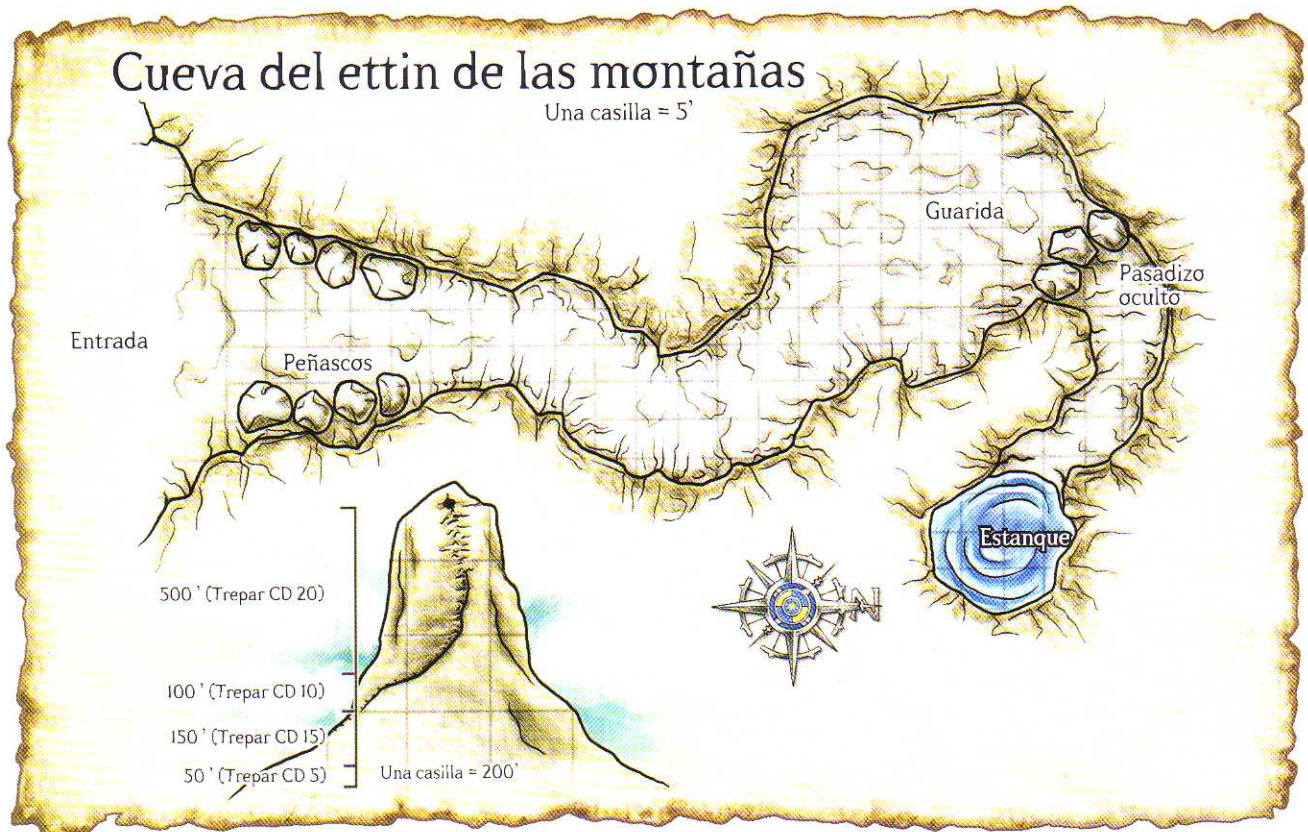 Cueva del ettin de las montañas
Una casilla = 5'
Guarida
Pasadizo
oculto
Entrada
Peñascos
Estanque
N
500 ' (Trepar CD 20)
100 ' (Trepar CD 10)
150 ' (Trepar CD 15)
50 ' (Trepar CD 5)
Una casilla = 200'